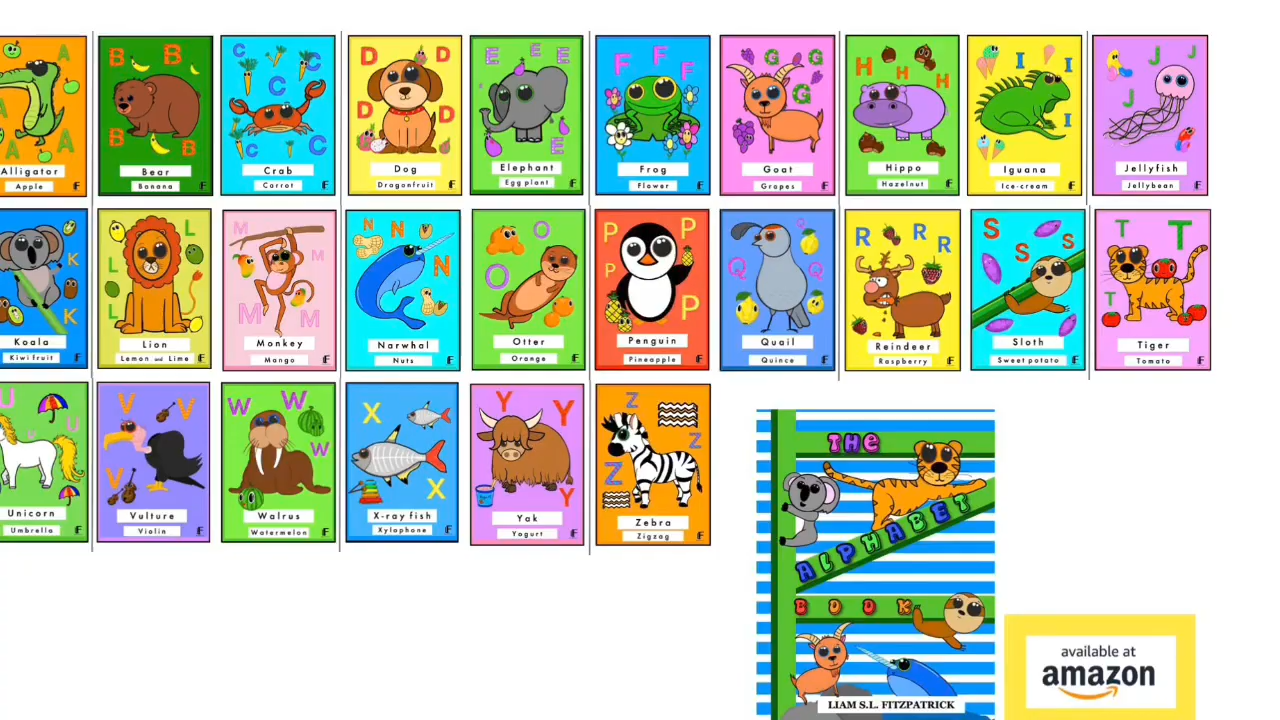 A A A A A
Alligator
Apple
B B B B
Bear
Banana
C C C C C
Crab
Carrot
D D D D
Dog
Dragonfruit
E E E E
Elephant
Eggplant
F F F
Frog
Flower
G G G
Goat
Grapes
H H H
Hippo
Hazelnut
I I I
Iguana
Ice-cream
J J J
Jellyfish
Jellybean
K K
Koala
Kiwi fruit
L L L
Lion
Lemon and Lime
M M M M
Monkey
Mango
N N N
Narwhal
Nuts
O O
Otter
Orange
P P P P
Penguin
Pineapple
Q Q Q
Quail
Quince
R R R
Reindeer
Raspberry
S S S
Sloth
Sweet potato
T T T
Tiger
Tomato
U U U
Unicorn
Umbrella
V V V
Vulture
Violin
W W W
Walrus
Watermelon
X X
X-ray fish
Xylophone
Y Y Y
Yak
Yogurt
Z Z Z
Zebra
Zigzag
THE
ALPHABET
BOOK
LIAM S.L. FITZPATRICK
available at
amazon